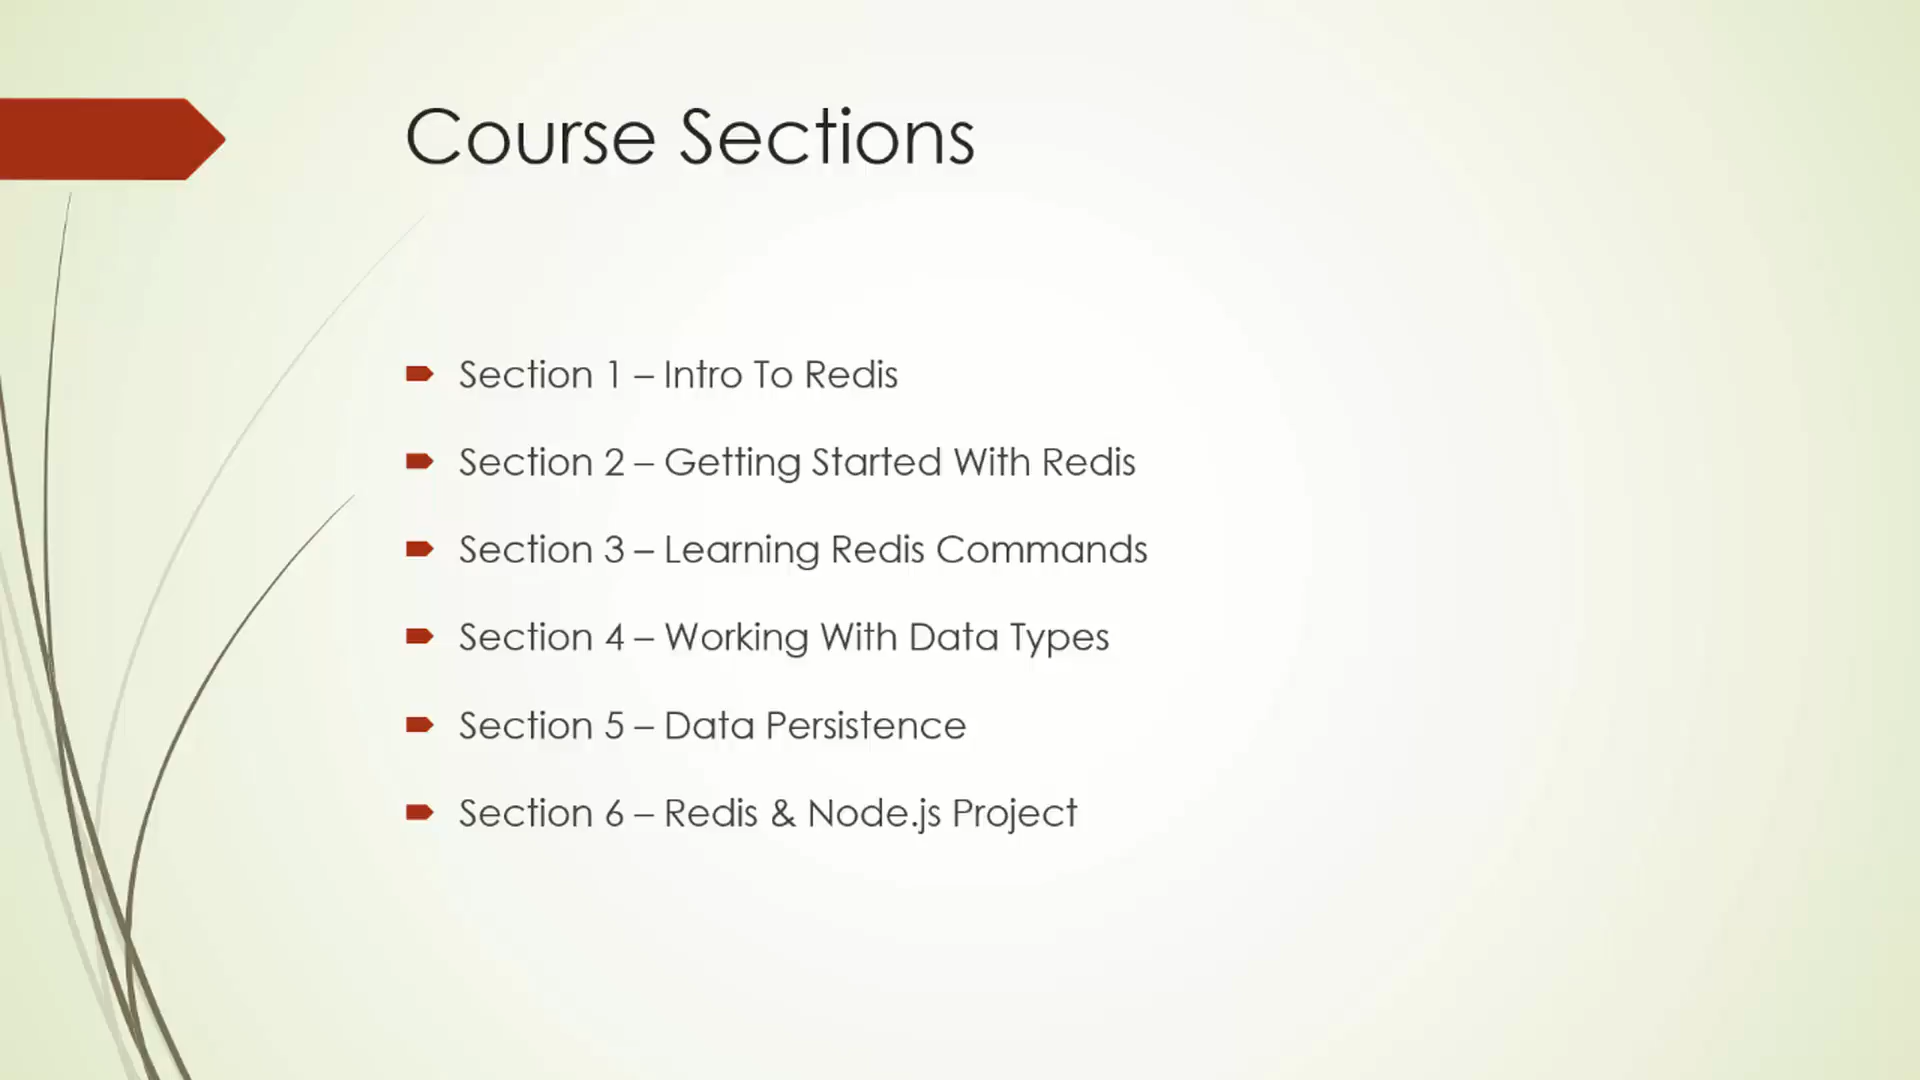 Course Sections
Section 1 – Intro To Redis
Section 2 – Getting Started With Redis
Section 3 – Learning Redis Commands
Section 4 – Working With Data Types
Section 5 – Data Persistence
Section 6 – Redis & Node.js Project